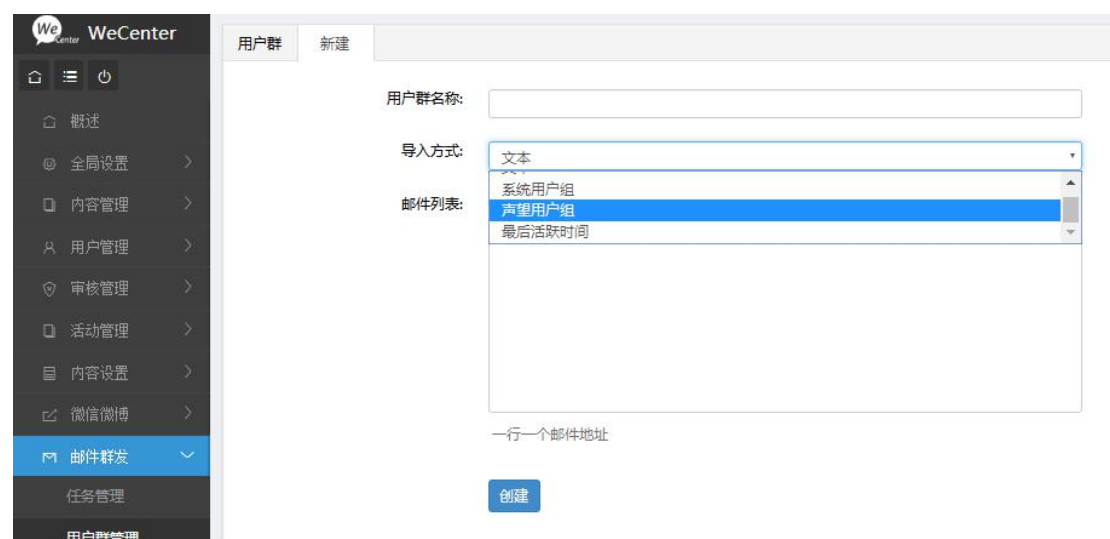 WeCenter WeCenter
概述
全局设置
内容管理
用户管理
审核管理
活动管理
内容设置
微信微博
邮件群发
任务管理
用户群管理
用户群 新建
用户群名称:
导入方式: 文本
系统用户组
邮件列表: 声望用户组
最后活跃时间
一行一个邮件地址
创建